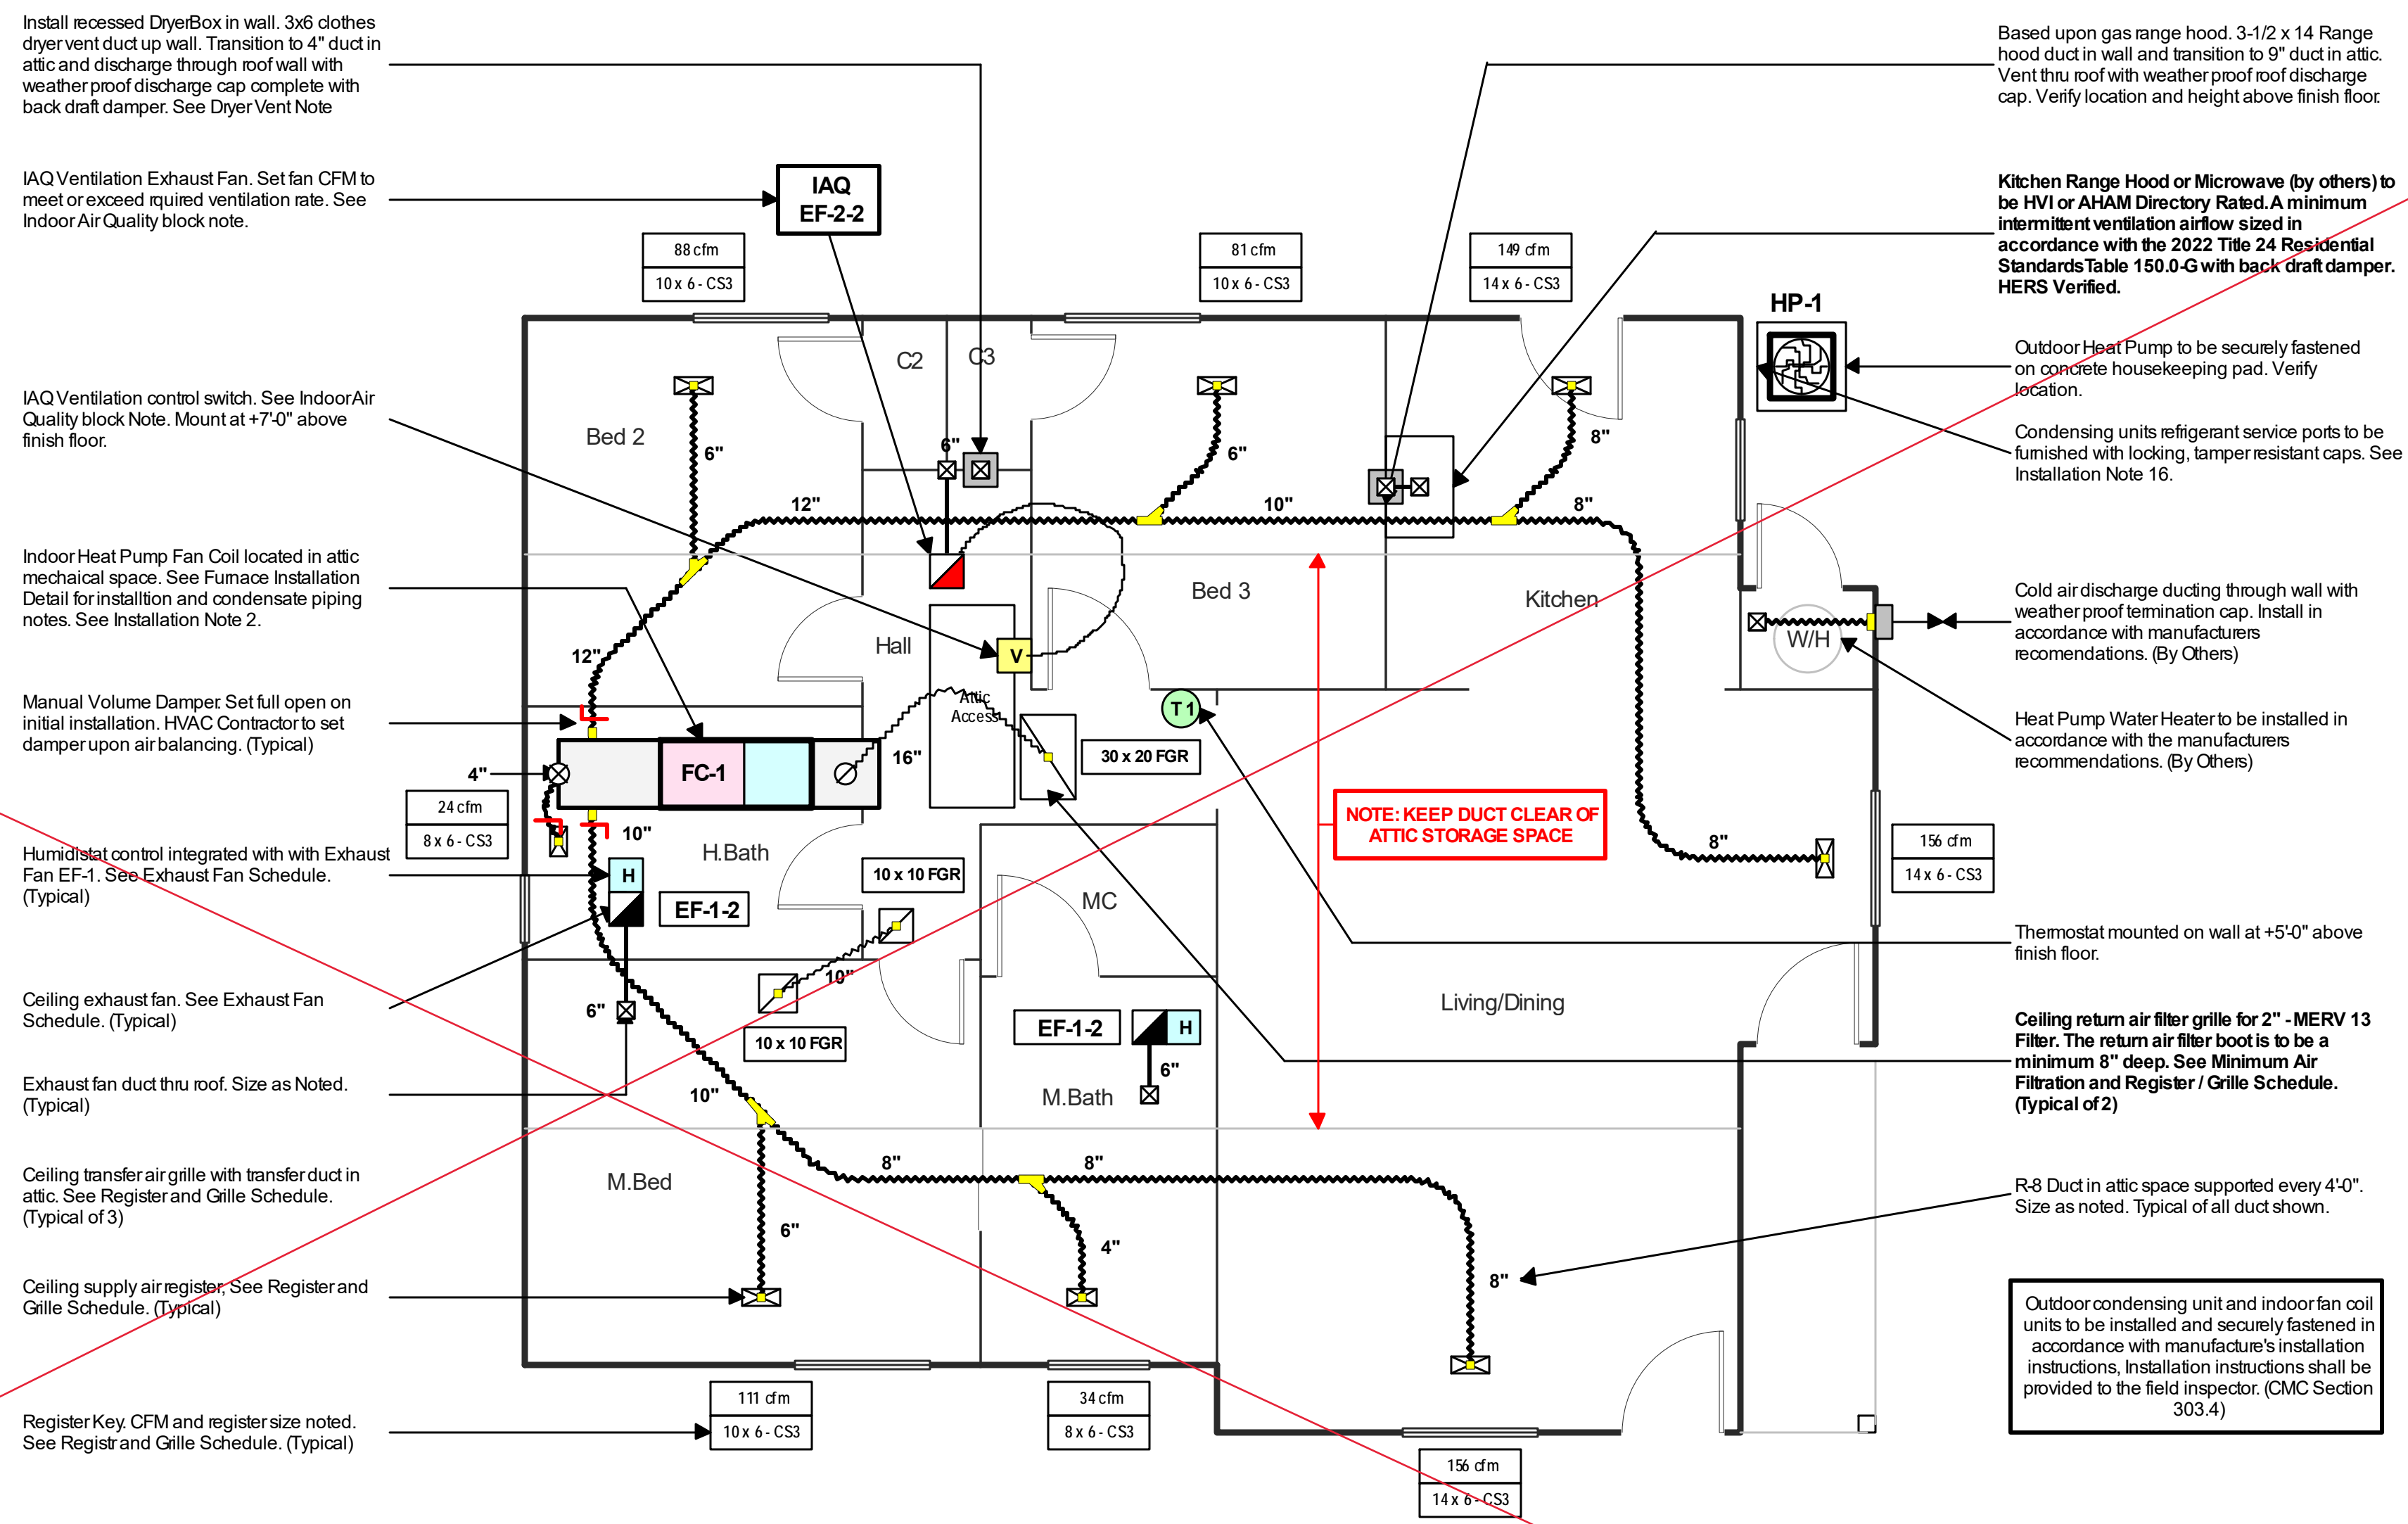 Install recessed DryerBox in wall. 3x6 clothes
dryer vent duct up wall. Transition to 4" duct in
attic and discharge through roof wall with
weather proof discharge cap complete with
back draft damper. See Dryer Vent Note
IAQ Ventilation Exhaust Fan. Set fan CFM to
meet or exceed rquired ventilation rate. See
Indoor Air Quality block note.
IAQ Ventilation control switch. See Indoor Air
Quality block Note. Mount at +7'-0" above
finish floor.
Indoor Heat Pump Fan Coil located in attic
mechaical space. See Furnace Installation
Detail for installtion and condensate piping
notes. See Installation Note 2.
Manual Volume Damper. Set full open on
initial installation. HVAC Contractor to set
damper upon air balancing. (Typical)
Humidistat control integrated with with Exhaust
Fan EF-1. See Exhaust Fan Schedule.
(Typical)
Ceiling exhaust fan. See Exhaust Fan
Schedule. (Typical)
Exhaust fan duct thru roof. Size as Noted.
(Typical)
Ceiling transfer air grille with transfer duct in
attic. See Register and Grille Schedule.
(Typical of 3)
Ceiling supply air register, See Register and
Grille Schedule. (Typical)
Register Key. CFM and register size noted.
See Registr and Grille Schedule. (Typical)
IAQ
EF-2-2
88 cfm
10 x 6 - CS3
81 cfm
10 x 6 - CS3
149 cfm
14 x 6 - CS3
HP-1
C2
C3
Bed 2
6"
6"
6"
8"
12"
10"
8"
Bed 3
Kitchen
Hall
V
12"
Attic
Access
T 1
W/H
16"
30 x 20 FGR
FC-1
4"
24 cfm
8 x 6 - CS3
10"
H.Bath
NOTE: KEEP DUCT CLEAR OF
ATTIC STORAGE SPACE
8"
156 cfm
14 x 6 - CS3
H
10 x 10 FGR
EF-1-2
MC
10"
6"
Living/Dining
10 x 10 FGR
EF-1-2
H
6"
10"
M.Bath
M.Bed
8"
8"
6"
4"
8"
111 cfm
10 x 6 - CS3
34 cfm
8 x 6 - CS3
156 cfm
14 x 6 - CS3
Based upon gas range hood. 3-1/2 x 14 Range
hood duct in wall and transition to 9" duct in attic.
Vent thru roof with weather proof roof discharge
cap. Verify location and height above finish floor.
Kitchen Range Hood or Microwave (by others) to
be HVI or AHAM Directory Rated. A minimum
intermittent ventilation airflow sized in
accordance with the 2022 Title 24 Residential
Standards Table 150.0-G with back draft damper.
HERS Verified.
Outdoor Heat Pump to be securely fastened
on concrete housekeeping pad. Verify
location.
Condensing units refrigerant service ports to be
furnished with locking, tamper resistant caps. See
Installation Note 16.
Cold air discharge ducting through wall with
weather proof termination cap. Install in
accordance with manufacturers
recomendations. (By Others)
Heat Pump Water Heater to be installed in
accordance with the manufacturers
recommendations. (By Others)
Thermostat mounted on wall at +5'-0" above
finish floor.
Ceiling return air filter grille for 2" - MERV 13
Filter. The return air filter boot is to be a
minimum 8" deep. See Minimum Air
Filtration and Register / Grille Schedule.
(Typical of 2)
R-8 Duct in attic space supported every 4'-0".
Size as noted. Typical of all duct shown.
Outdoor condensing unit and indoor fan coil
units to be installed and securely fastened in
accordance with manufacture's installation
instructions, Installation instructions shall be
provided to the field inspector. (CMC Section
303.4)